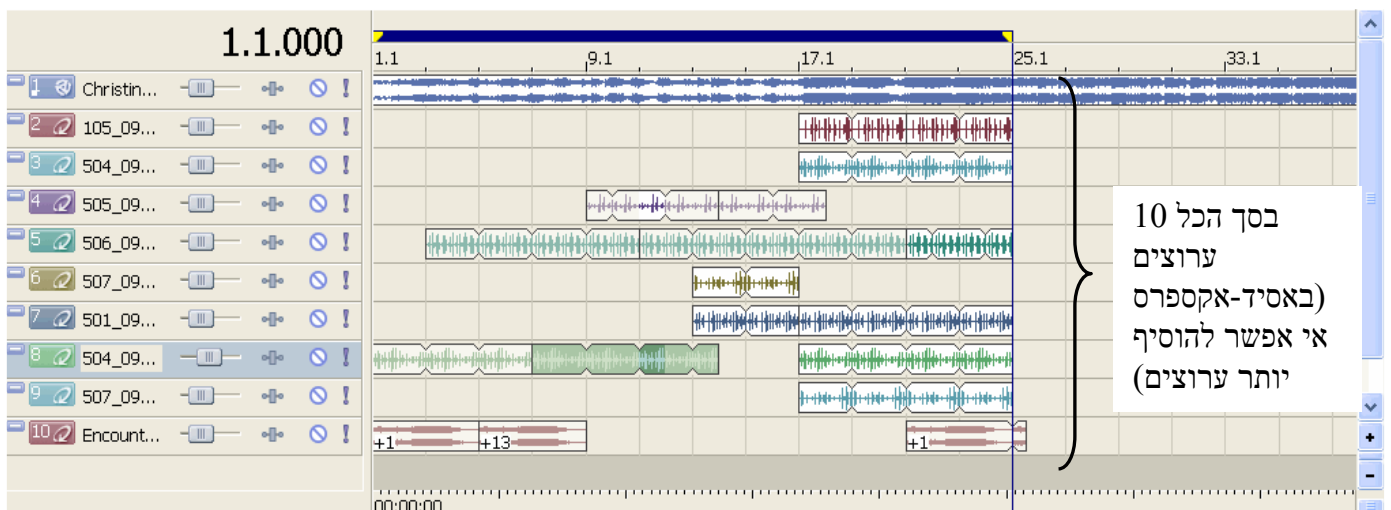 1.1.000
1.1 9.1 17.1 25.1 33.1
1 Christin...
2 105_09...
3 504_09...
4 505_09...
5 506_09...
6 507_09...
7 501_09...
8 504_09...
9 507_09...
10 Encount...
+1 +13 +1
00:00:00
בסך הכל 10
ערוצים
(באסיד-אקספרס
אי אפשר להוסיף
יותר ערוצים)